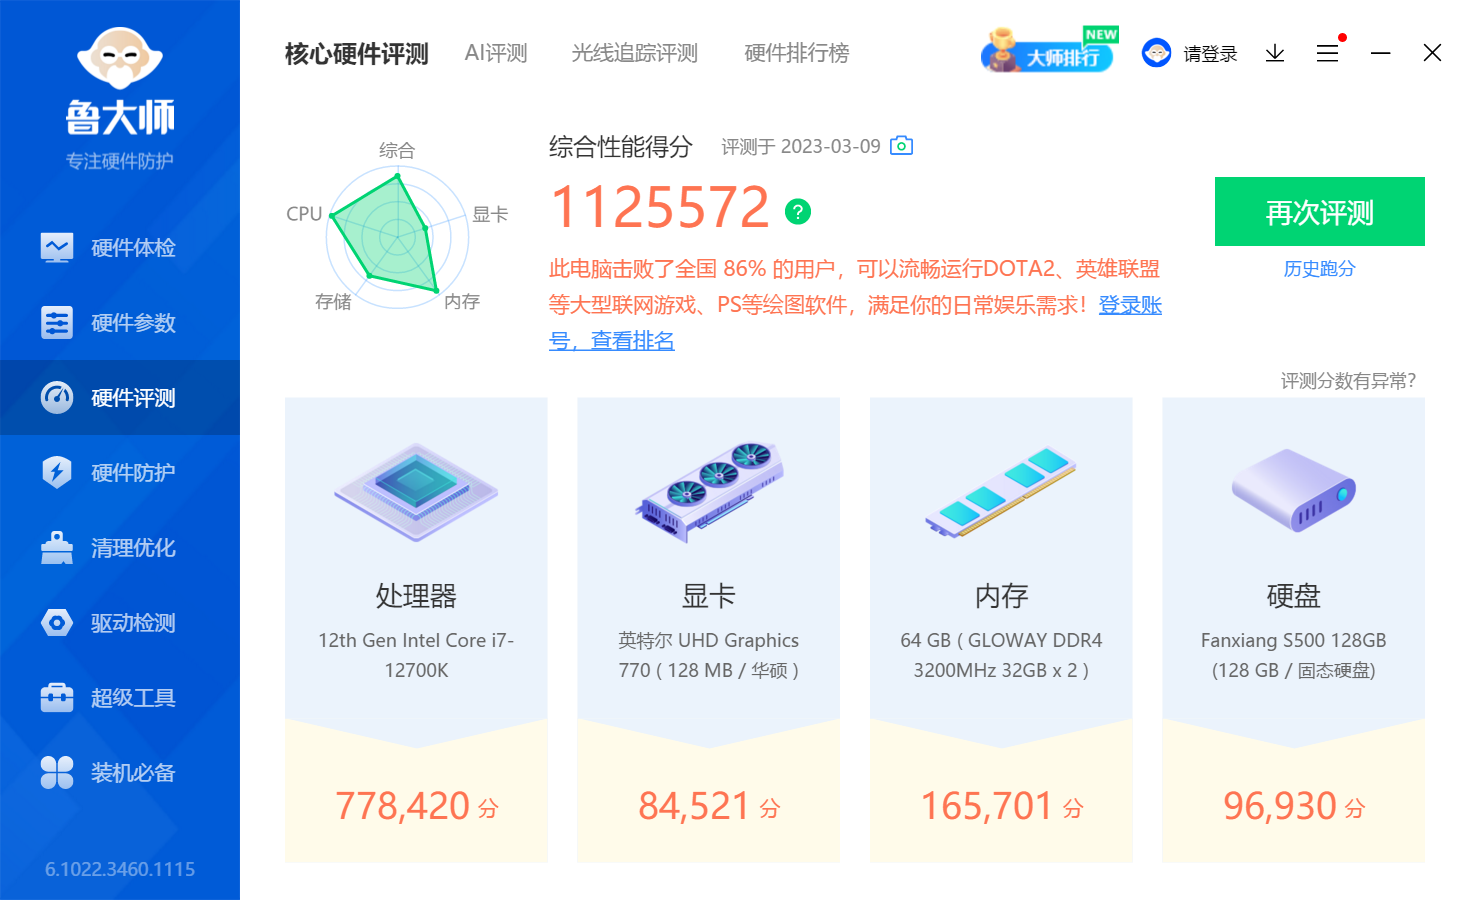 鲁大师
专注硬件防护
硬件体检
硬件参数
硬件评测
硬件防护
清理优化
驱动检测
超级工具
装机必备
6.1022.3460.1115
核心硬件评测 AI评测 光线追踪评测 硬件排行榜
大师排行 NEW
请登录
综合
CPU
显卡
存储
内存
综合性能得分 评测于 2023-03-09
1125572 ?
此电脑击败了全国 86% 的用户，可以流畅运行DOTA2、英雄联盟
等大型联网游戏、PS等绘图软件，满足你的日常娱乐需求！登录账
号，查看排名
再次评测
历史跑分
评测分数有异常?
处理器
12th Gen Intel Core i7-
12700K
778,420 分
显卡
英特尔 UHD Graphics
770 ( 128 MB / 华硕 )
84,521 分
内存
64 GB ( GLOWAY DDR4
3200MHz 32GB x 2 )
165,701 分
硬盘
Fanxiang S500 128GB
(128 GB / 固态硬盘)
96,930 分